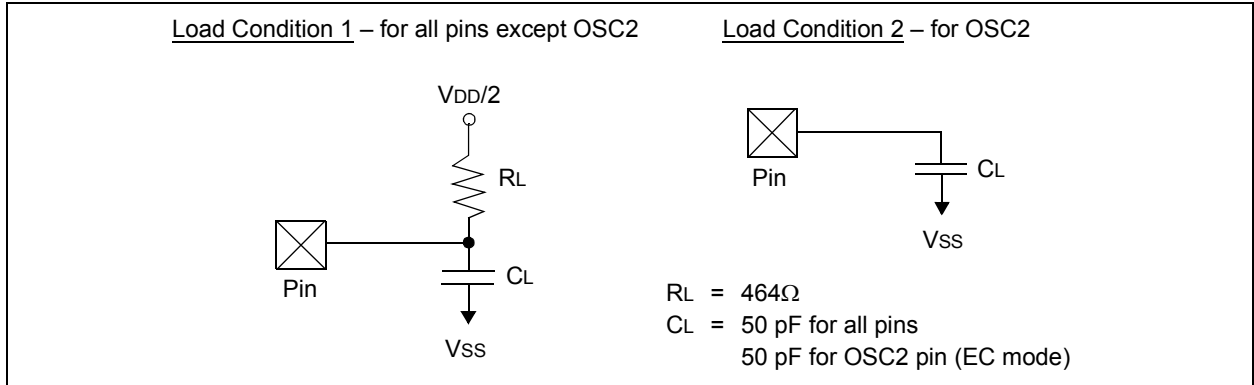 Load Condition 1 – for all pins except OSC2
VDD/2
RL
Pin
CL
VSS
Load Condition 2 – for OSC2
Pin
CL
VSS
RL = 464Ω
CL = 50 pF for all pins
50 pF for OSC2 pin (EC mode)